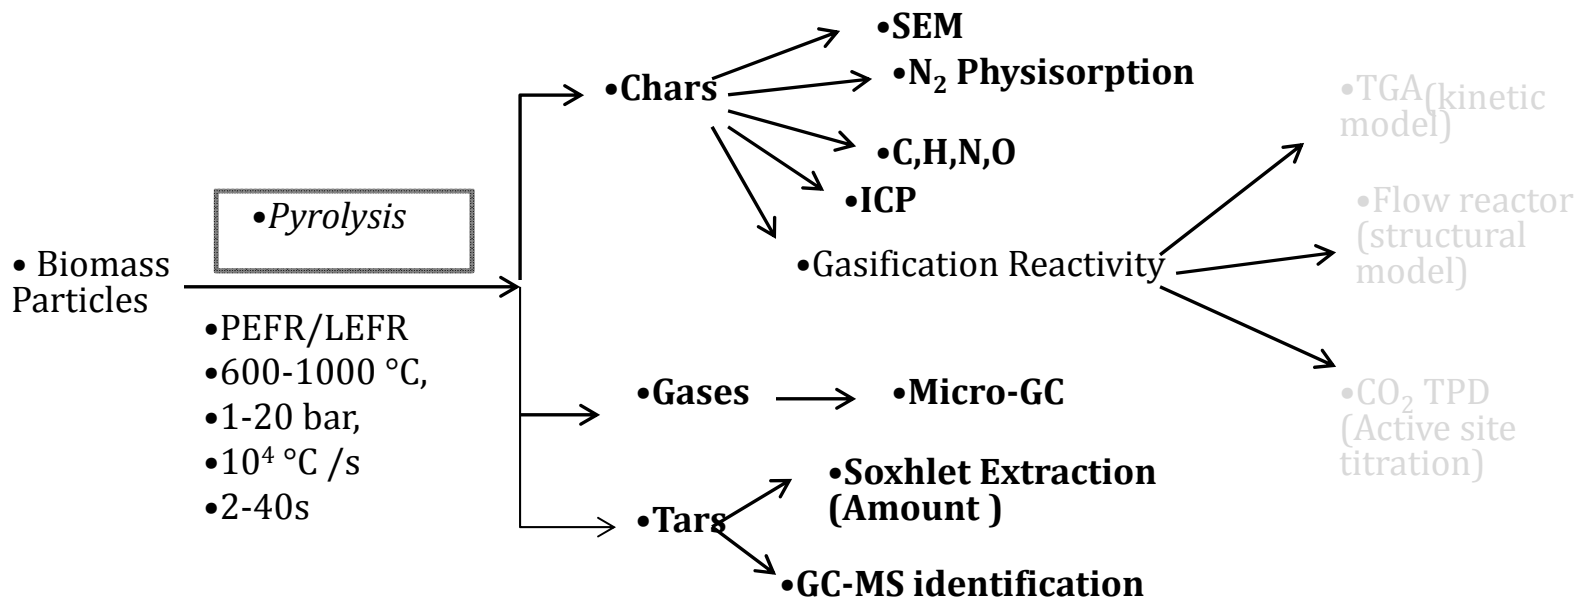 • Biomass
Particles
•Pyrolysis
•PEFR/LEFR
•600-1000 °C,
•1-20 bar,
•10⁴ °C /s
•2-40s
•Chars
•SEM
•N₂ Physisorption
•C,H,N,O
•ICP
•Gasification Reactivity
•TGA(kinetic
model)
•Flow reactor
(structural
model)
•CO₂ TPD
(Active site
titration)
•Gases
•Micro-GC
•Tars
•Soxhlet Extraction
(Amount )
•GC-MS identification